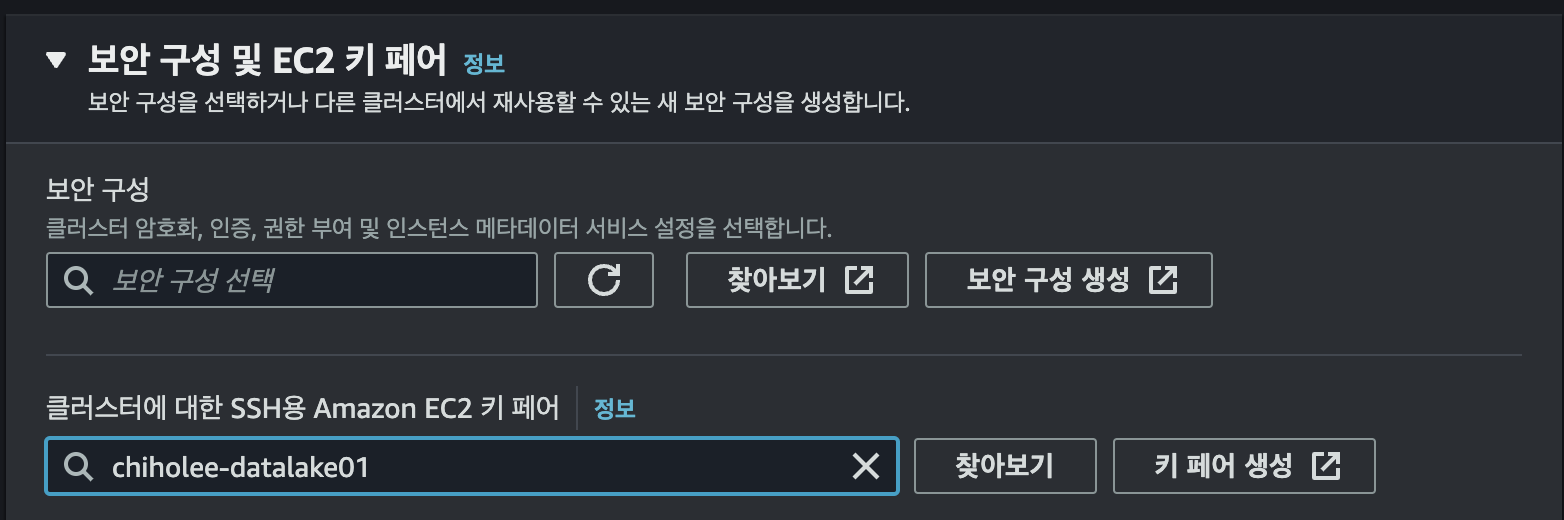 보안 구성 및 EC2 키 페어 정보
보안 구성을 선택하거나 다른 클러스터에서 재사용할 수 있는 새 보안 구성을 생성합니다.
보안 구성
클러스터 암호화, 인증, 권한 부여 및 인스턴스 메타데이터 서비스 설정을 선택합니다.
보안 구성 선택 찾아보기 보안 구성 생성
클러스터에 대한 SSH용 Amazon EC2 키 페어 정보
chiholee-datalake01 찾아보기 키 페어 생성